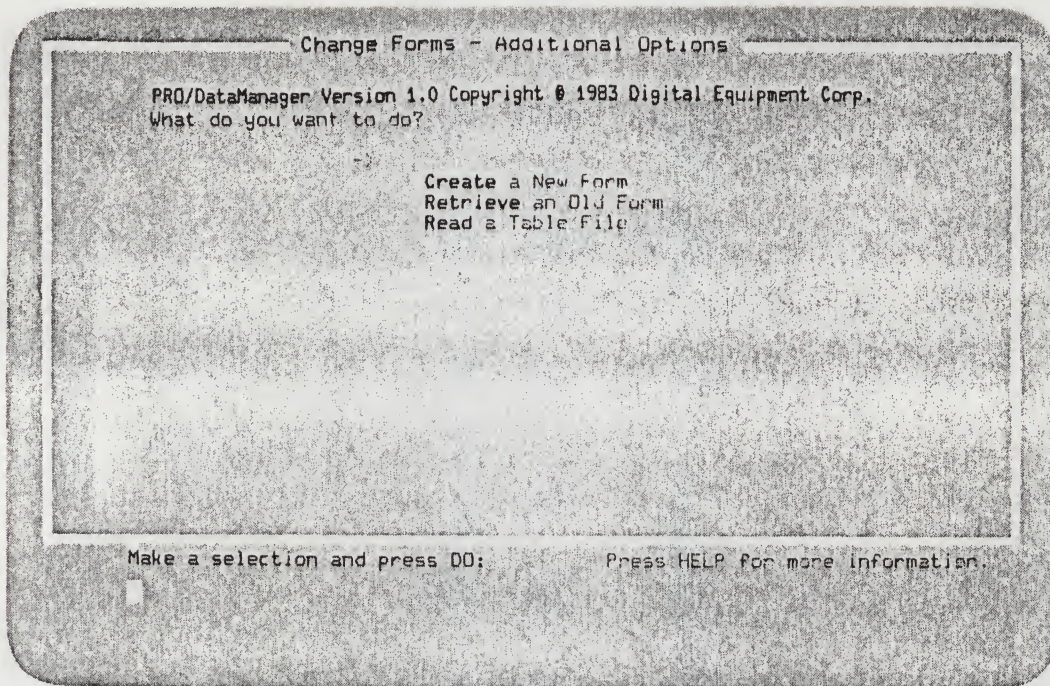 Change Forms - Additional Options
PRO/DataManager Version 1.0 Copyright © 1983 Digital Equipment Corp.
What do you want to do?
Create a New Form
Retrieve an Old Form
Read a Table File
Make a selection and press DO: Press HELP for more information.